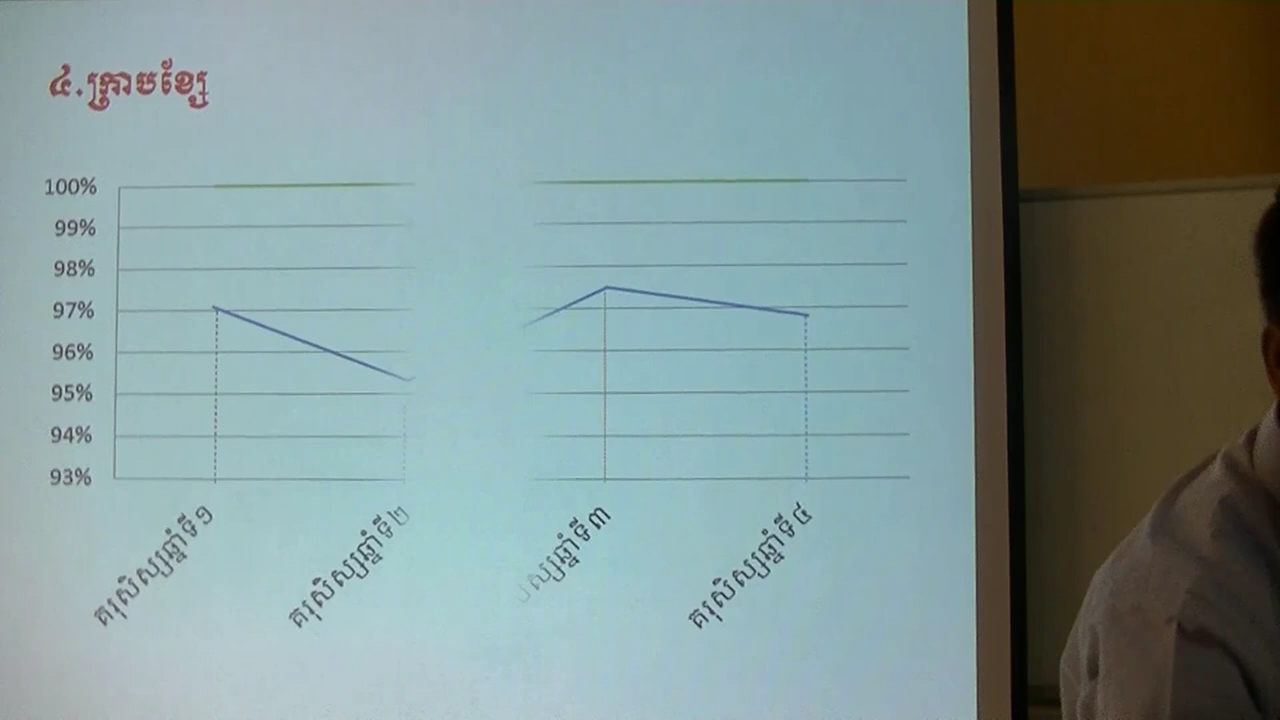 ៤.ក្រាបខ្សែ
100%
99%
98%
97%
96%
95%
94%
93%
គរុសិស្សឆ្នាំទី១
គរុសិស្សឆ្នាំទី២
ឆ្នាំទី៣
គរុសិស្សឆ្នាំទី៤